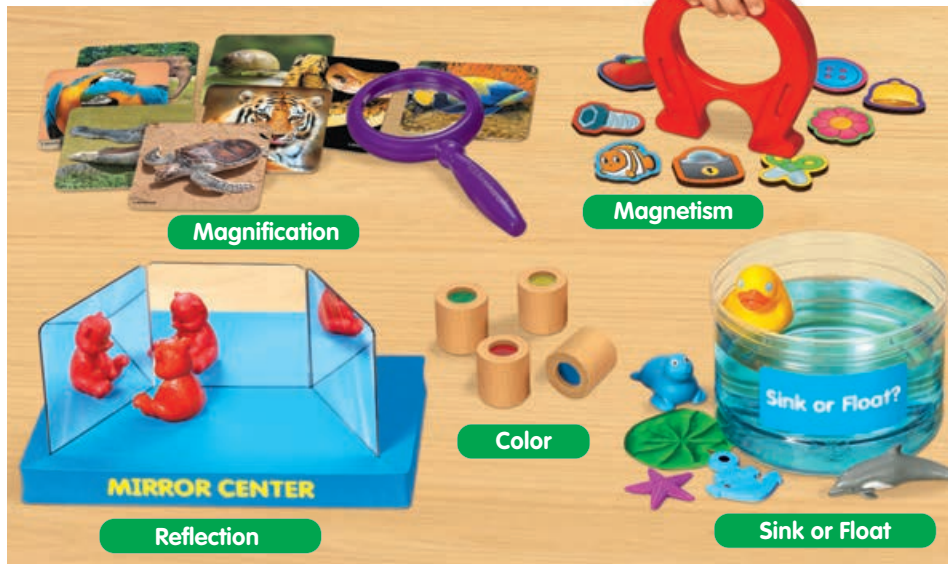 Magnification
Magnetism
Sink or Float?
Color
MIRROR CENTER
Reflection
Sink or Float